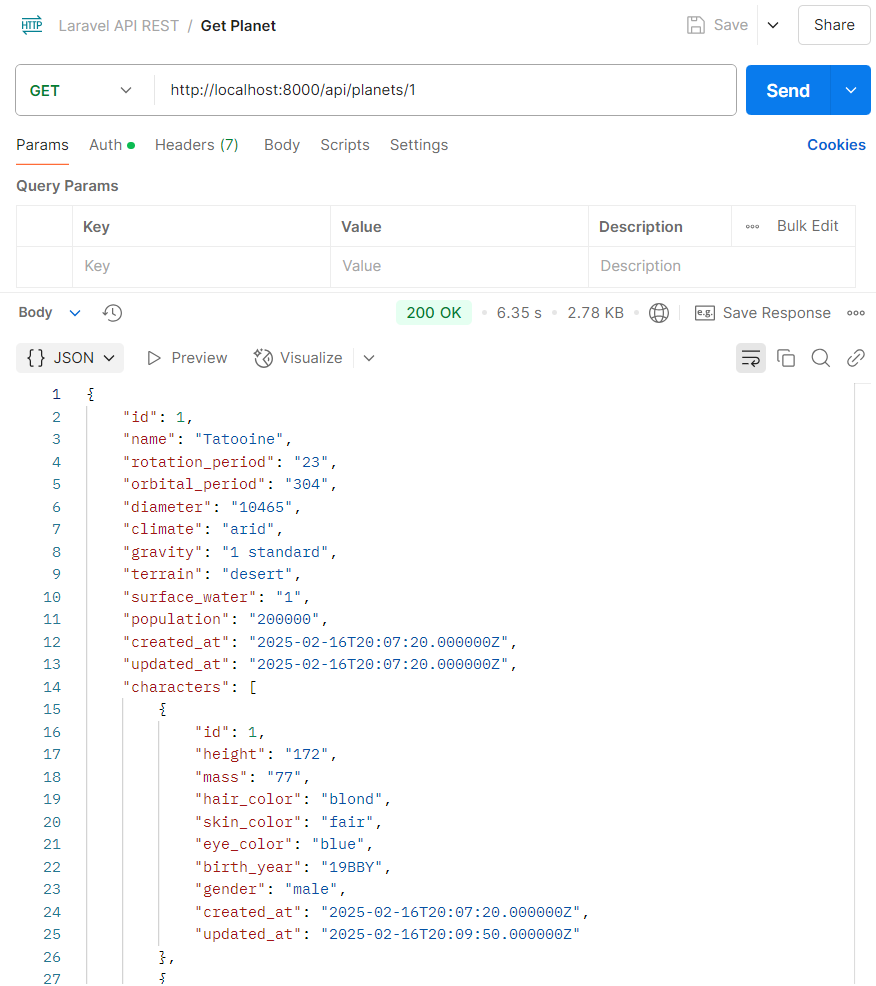 HTTP Laravel API REST / Get Planet Save Share
GET http://localhost:8000/api/planets/1 Send
Params Auth Headers (7) Body Scripts Settings Cookies
Query Params
Key Value Description ooo Bulk Edit
Key Value Description
Body 200 OK • 6.35 s • 2.78 KB • e.g. Save Response ooo
{} JSON Preview Visualize
1 {
2 "id": 1,
3 "name": "Tatooine",
4 "rotation_period": "23",
5 "orbital_period": "304",
6 "diameter": "10465",
7 "climate": "arid",
8 "gravity": "1 standard",
9 "terrain": "desert",
10 "surface_water": "1",
11 "population": "200000",
12 "created_at": "2025-02-16T20:07:20.000000Z",
13 "updated_at": "2025-02-16T20:07:20.000000Z",
14 "characters": [
15 {
16 "id": 1,
17 "height": "172",
18 "mass": "77",
19 "hair_color": "blond",
20 "skin_color": "fair",
21 "eye_color": "blue",
22 "birth_year": "19BBY",
23 "gender": "male",
24 "created_at": "2025-02-16T20:07:20.000000Z",
25 "updated_at": "2025-02-16T20:09:50.000000Z"
26 },
27 {